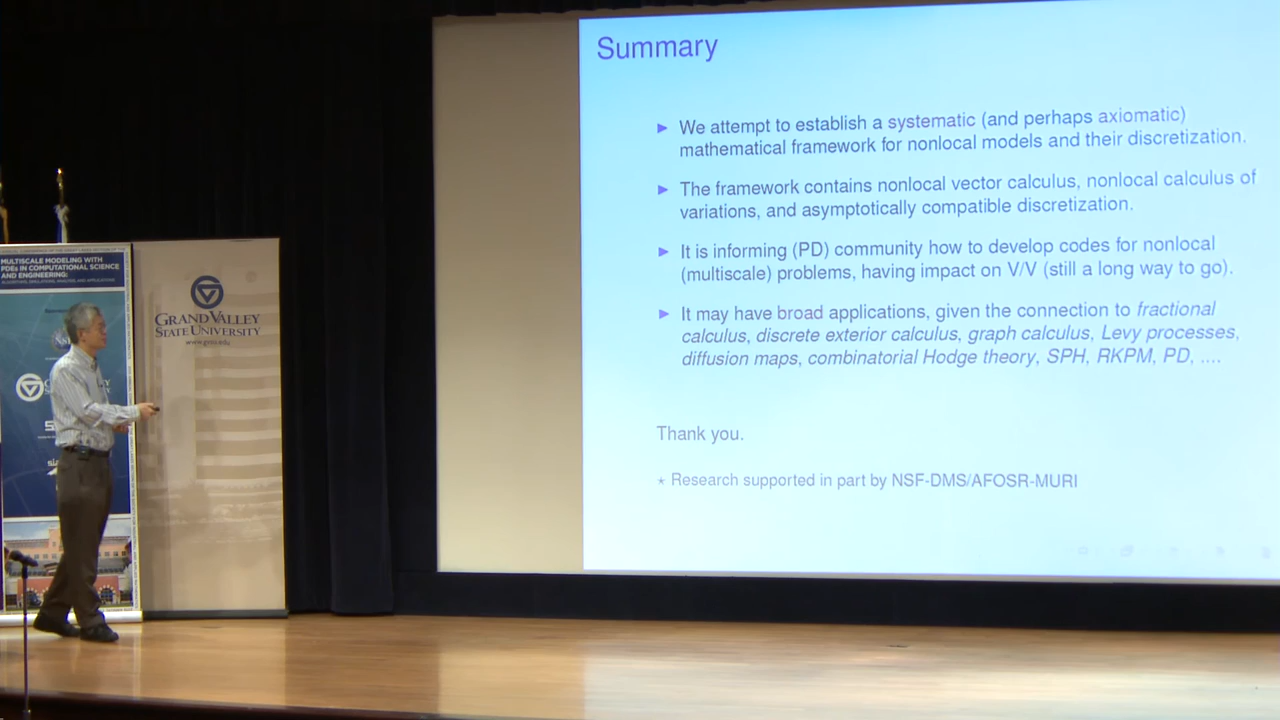 Summary
► We attempt to establish a systematic (and perhaps axiomatic)
mathematical framework for nonlocal models and their discretization.
► The framework contains nonlocal vector calculus, nonlocal calculus of
variations, and asymptotically compatible discretization.
► It is informing (PD) community how to develop codes for nonlocal
(multiscale) problems, having impact on V/V (still a long way to go).
► It may have broad applications, given the connection to fractional
calculus, discrete exterior calculus, graph calculus, Levy processes,
diffusion maps, combinatorial Hodge theory, SPH, RKPM, PD, ....
Thank you.
⋆ Research supported in part by NSF-DMS/AFOSR-MURI
MULTISCALE MODELING WITH
PDEs IN COMPUTATIONAL SCIENCE
AND ENGINEERING:
GRAND VALLEY
STATE UNIVERSITY
www.gvsu.edu